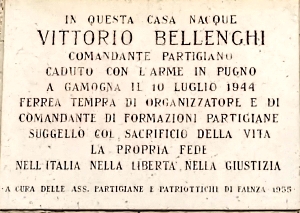 IN QUESTA CASA NACQUE
VITTORIO BELLENGHI
COMANDANTE PARTIGIANO
CADUTO CON L'ARME IN PUGNO
A GAMOGNA IL 10 LUGLIO 1944
FERREA TEMPRA DI ORGANIZZATORE E DI
COMANDANTE DI FORMAZIONI PARTIGIANE
SUGGELLÒ COL SACRIFICIO DELLA VITA
LA PROPRIA FEDE
NELL'ITALIA NELLA LIBERTÀ NELLA GIUSTIZIA
A CURA DELLE ASS. PARTIGIANE E PATRIOTTICHE DI FAENZA 1955